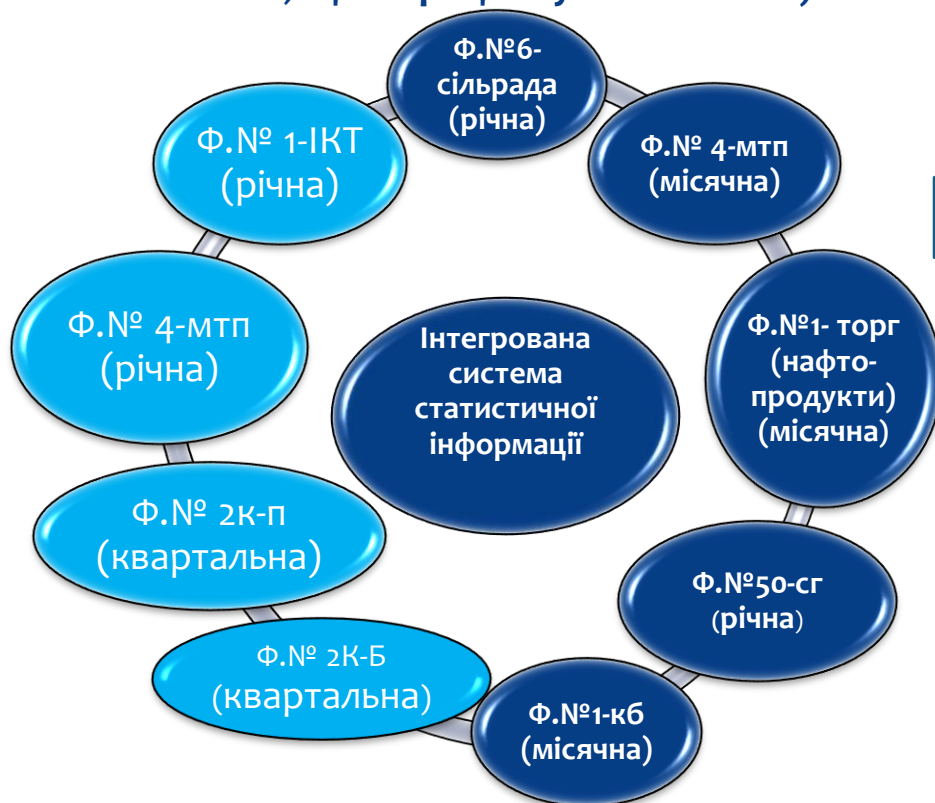 Ф.№6-
сільрада
(річна)
Ф.№ 4-мтп
(місячна)
Ф.№1- торг
(нафто-
продукти)
(місячна)
Ф.№50-сг
(річна)
Ф.№1-кб
(місячна)
Ф.№ 2К-Б
(квартальна)
Ф.№ 2к-п
(квартальна)
Ф.№ 4-мтп
(річна)
Ф.№ 1-ІКТ
(річна)
Інтегрована
система
статистичної
інформації